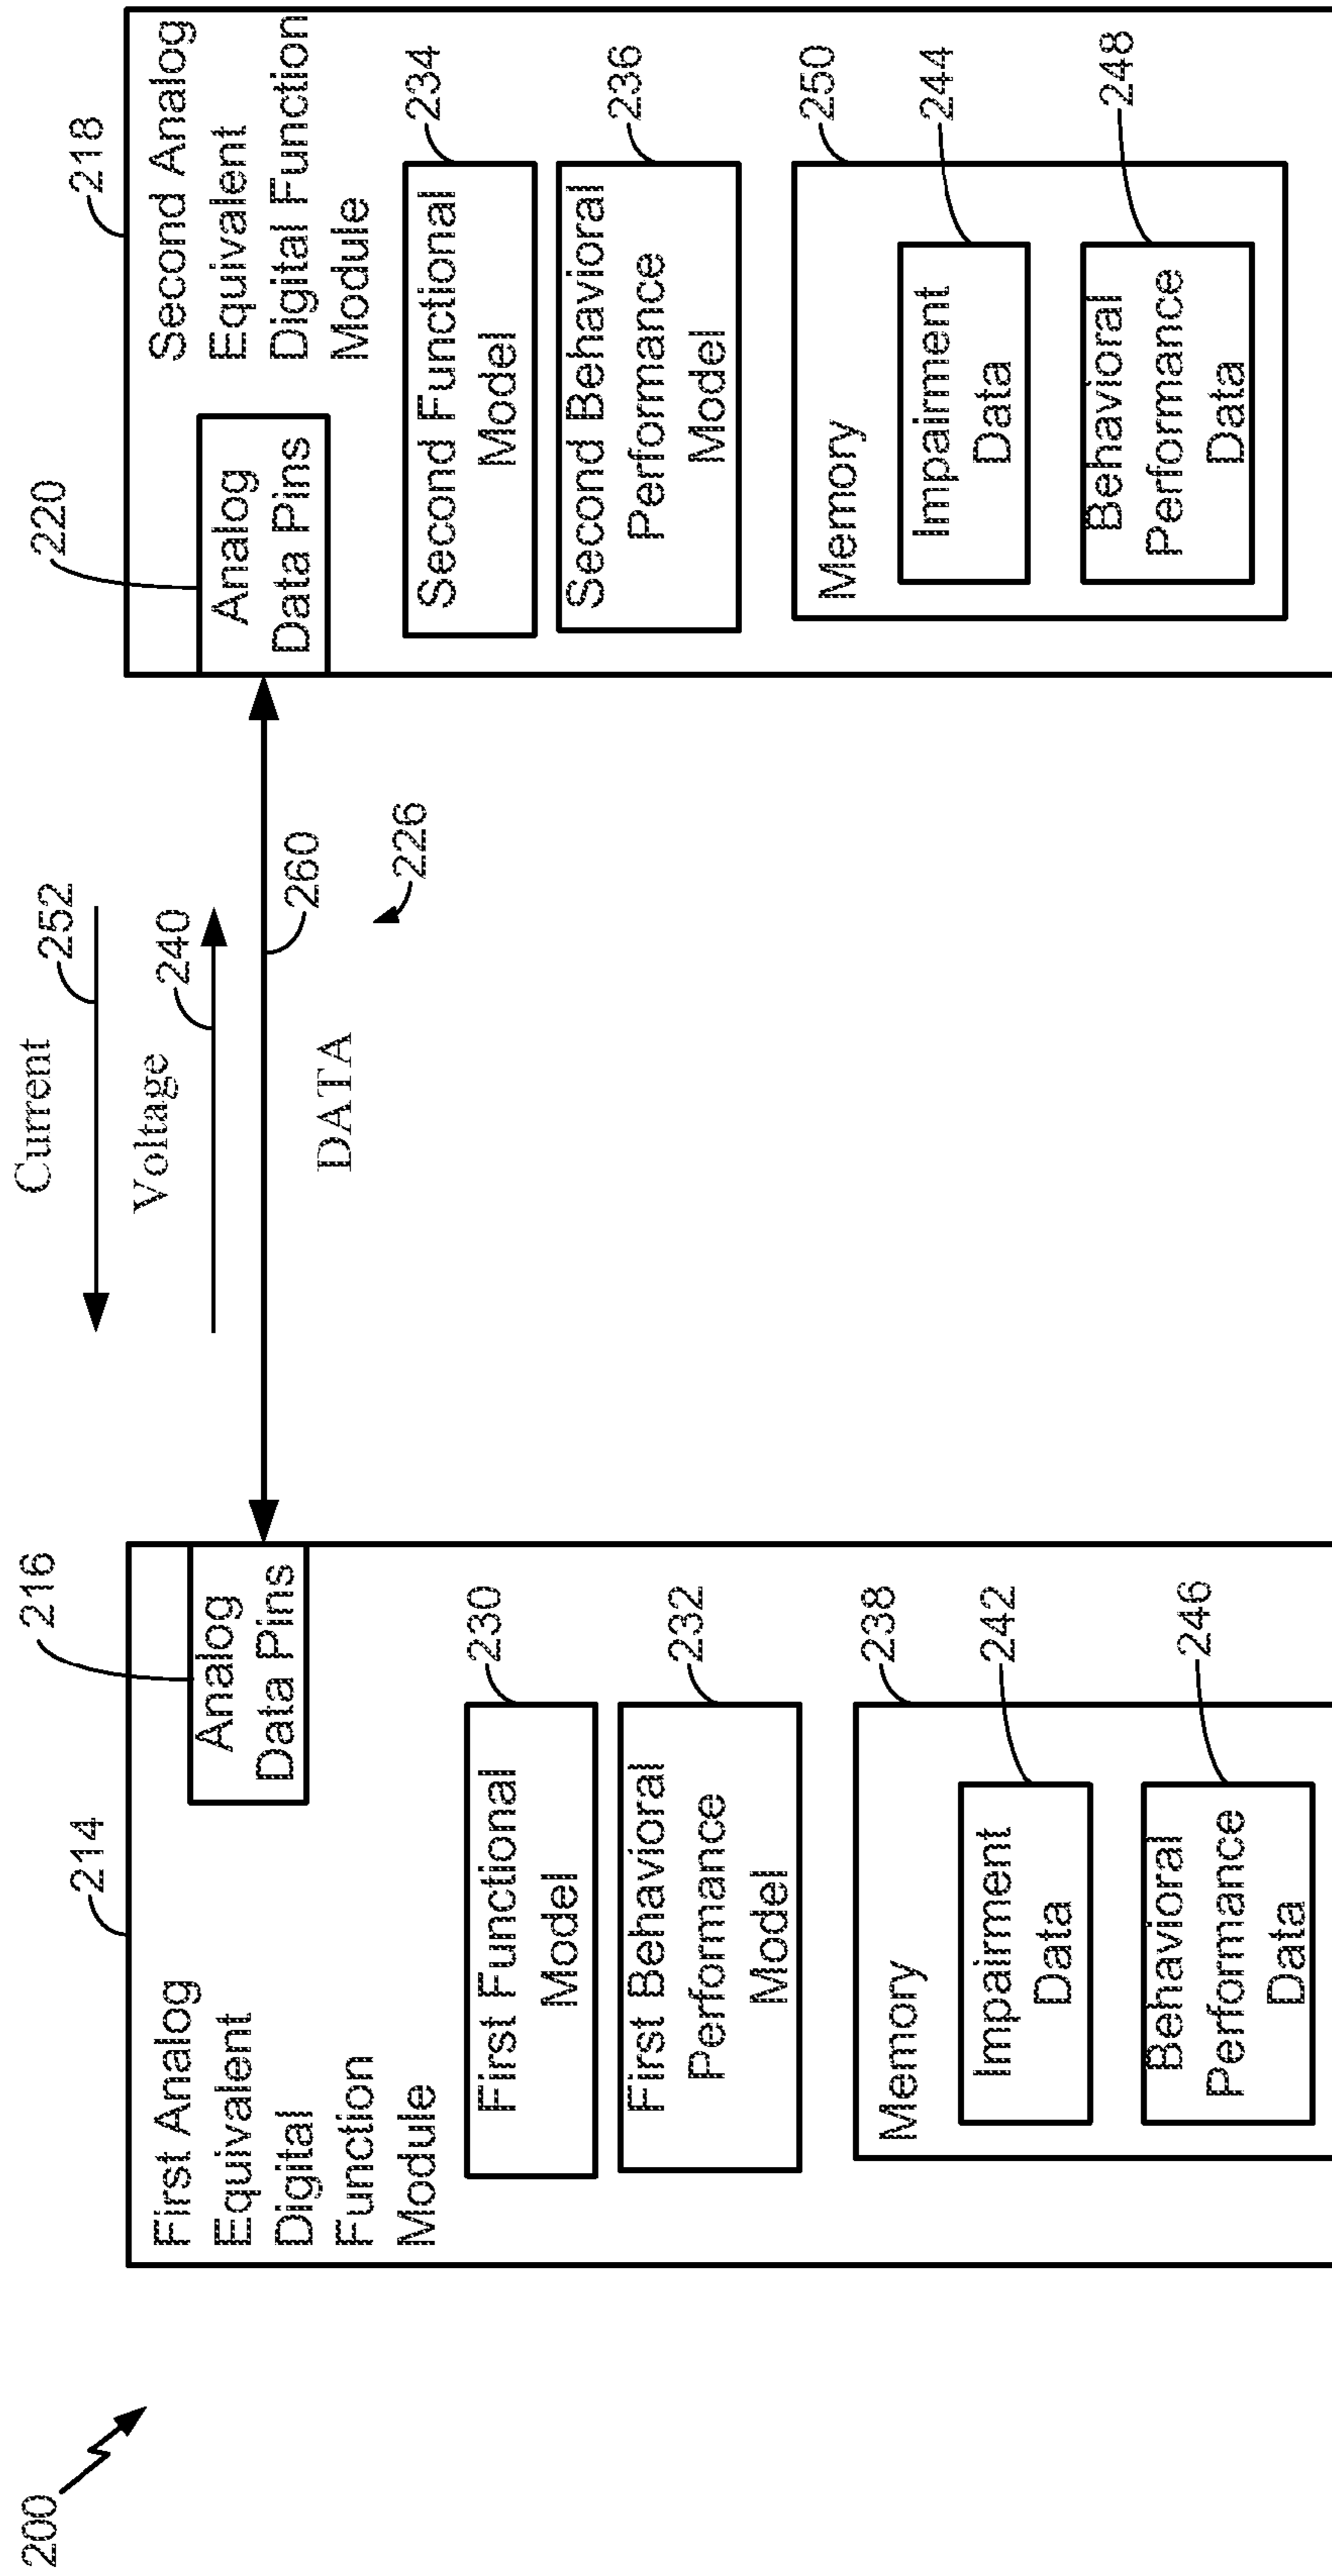 200
Current
252
Voltage
240
260
DATA
226
214
216
First Analog
Equivalent
Digital
Function
Module
Analog
Data Pins
First Functional
Model
230
First Behavioral
Performance
Model
232
Memory
238
Impairment
Data
242
Behavioral
Performance
Data
246
220
218
Analog
Data Pins
Second Analog
Equivalent
Digital Function
Module
Second Functional
Model
234
Second Behavioral
Performance
Model
236
Memory
250
Impairment
Data
244
Behavioral
Performance
Data
248